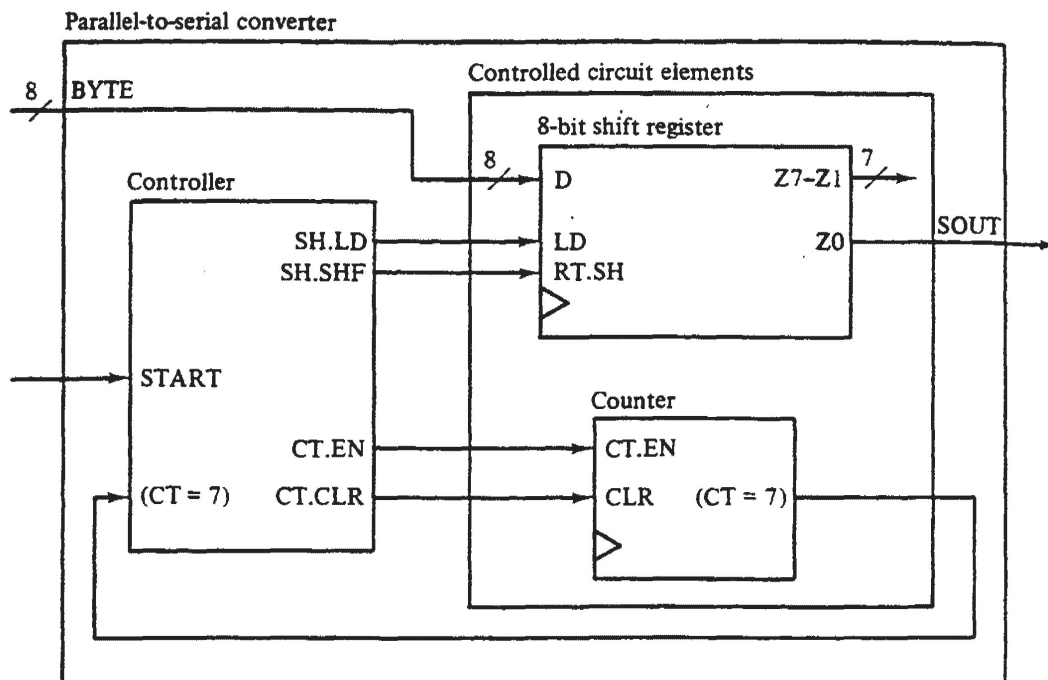 Parallel-to-serial converter
8 BYTE
Controlled circuit elements
8-bit shift register
8
D
Z7-Z1
7
Controller
SH.LD
LD
Z0
SOUT
SH.SHF
RT.SH
START
Counter
CT.EN
CT.EN
(CT = 7)
CT.CLR
CLR
(CT = 7)